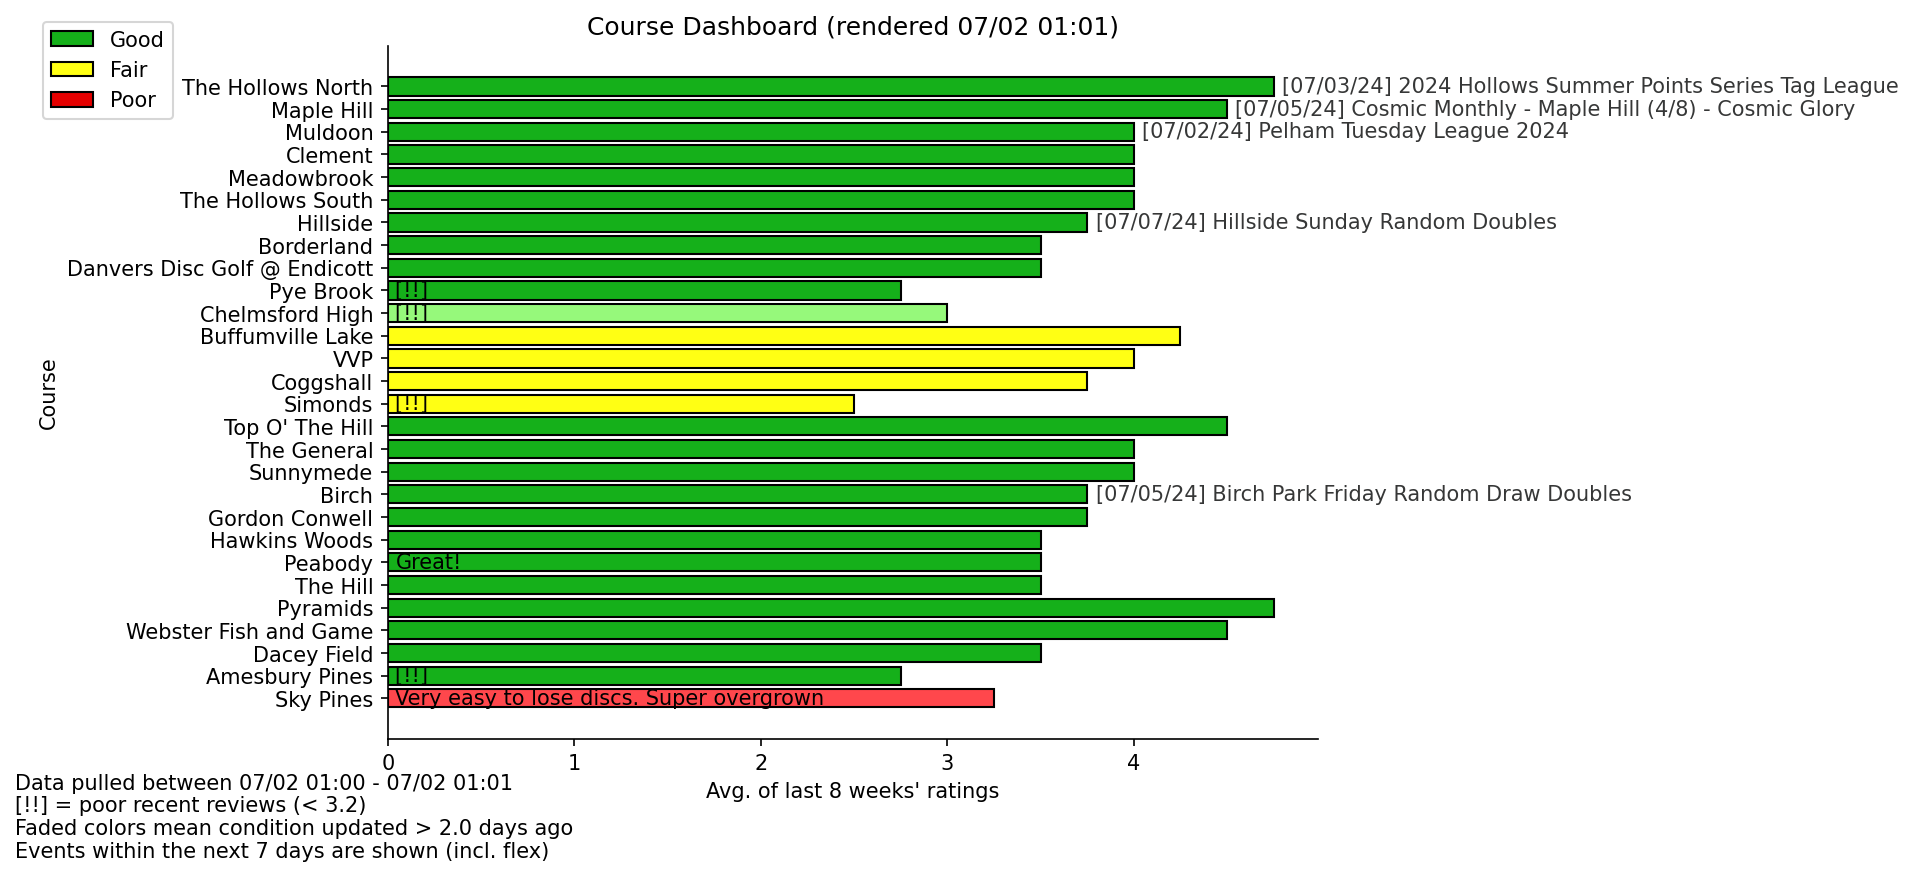 Course Dashboard (rendered 07/02 01:01)
Good
Fair
Poor
The Hollows North [07/03/24] 2024 Hollows Summer Points Series Tag League
Maple Hill [07/05/24] Cosmic Monthly - Maple Hill (4/8) - Cosmic Glory
Muldoon [07/02/24] Pelham Tuesday League 2024
Clement
Meadowbrook
The Hollows South
Hillside [07/07/24] Hillside Sunday Random Doubles
Borderland
Danvers Disc Golf @ Endicott
Pye Brook [!!]
Chelmsford High [!!]
Buffumville Lake
VVP
Coggshall
Simonds [!!]
Top O' The Hill
The General
Sunnymede
Birch [07/05/24] Birch Park Friday Random Draw Doubles
Gordon Conwell
Hawkins Woods
Peabody Great!
The Hill
Pyramids
Webster Fish and Game
Dacey Field
Amesbury Pines [!!]
Sky Pines Very easy to lose discs. Super overgrown
Course
0 1 2 3 4
Avg. of last 8 weeks' ratings
Data pulled between 07/02 01:00 - 07/02 01:01
[!!] = poor recent reviews (< 3.2)
Faded colors mean condition updated > 2.0 days ago
Events within the next 7 days are shown (incl. flex)